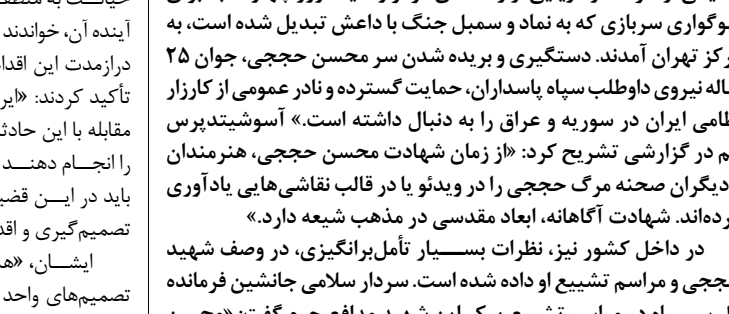 سوگواری سربازی که به نماد و سمبل جنگ با داعش تبدیل شده است، به
مرکز تهران آمدند. دستگیری و بریده شدن سر محسن حججی، جوان ۲۵
ساله نیروی داوطلب سپاه پاسداران، حمایت گسترده و نادر عمومی از کارزار
نظامی ایران در سوریه و عراق را به دنبال داشته است.» آسوشیتدپرس
هم در گزارشی تشریح کرد: «از زمان شهادت محسن حججی، هنرمندان
و دیگران صحنه مرگ حججی را در ویدئو یا در قالب نقاشی‌هایی یادآوری
کرده‌اند. شهادت آگاهانه، ابعاد مقدسی در مذهب شیعه دارد.»
در داخل کشور نیز، نظرات بسیار تأمل‌برانگیزی، در وصف شهید
حججی و مراسم تشییع او داده شده است. سردار سلامی جانشین فرمانده
آینده آن، خواندند
درازمدت این اقدا
تأکید کردند: «ایر
مقابله با این حادث
را انجام دهند
باید در این قضی
تصمیم‌گیری و اقد
ایشان، «ه
تصمیم‌های واحد